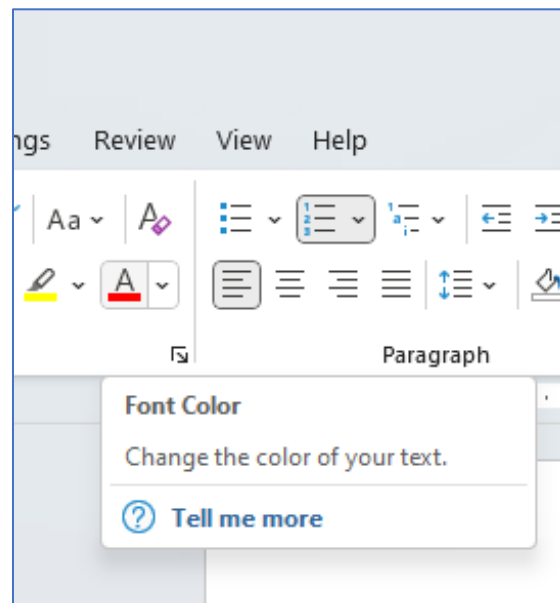 ngs Review View Help
Aa
A
Paragraph
Font Color
Change the color of your text.
Tell me more